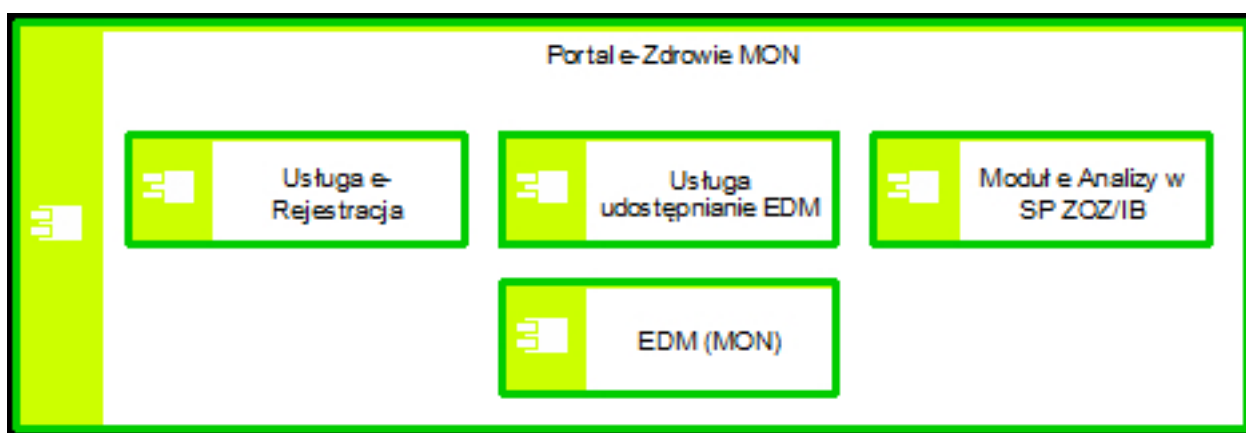 Portal e-Zdrowie MON
Usługa e-
Rejestracja
Usługa
udostępnianie EDM
Moduł e Analizy w
SP ZOZ/IB
EDM (MON)